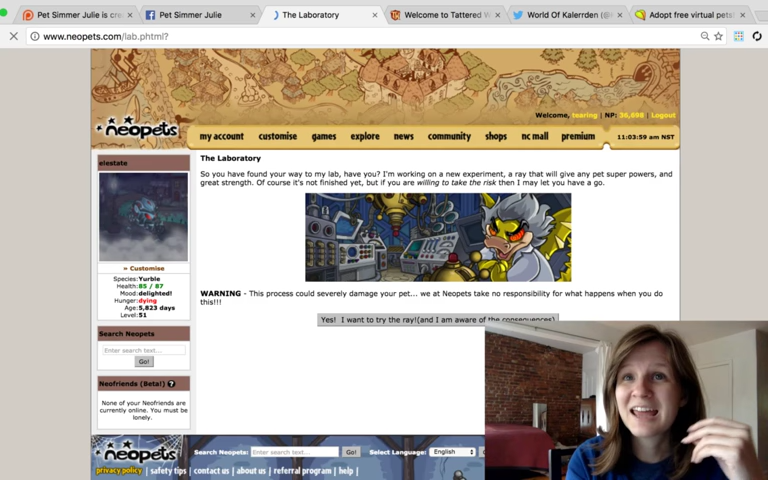 Pet Simmer Julie is cre
Pet Simmer Julie
The Laboratory
Welcome to Tattered W
World Of Kalerrden (@
Adopt free virtual pets
www.neopets.com/lab.phtml?
Welcome, tearing | NP: 36,698 | Logout
neopets
my account
customise
games
explore
news
community
shops
nc mall
premium
11:03:59 am NST
elestate
» Customise
Species: Yurble
Health: 85 / 87
Mood: delighted!
Hunger: dying
Age: 5,823 days
Level: 51
Search Neopets
Enter search text...
Go!
Neofriends (Beta!) ?
None of your Neofriends are
currently online. You must be
lonely.
The Laboratory
So you have found your way to my lab, have you? I'm working on a new experiment, a ray that will give any pet super powers, and
great strength. Of course it's not finished yet, but if you are willing to take the risk then I may let you have a go.
WARNING - This process could severely damage your pet... we at Neopets take no responsibility for what happens when you do
this!!!
Yes! I want to try the ray!(and I am aware of the consequences)
neopets
Search Neopets:
Enter search text...
Go!
Select Language:
English
privacy policy | safety tips | contact us | about us | referral program | help |